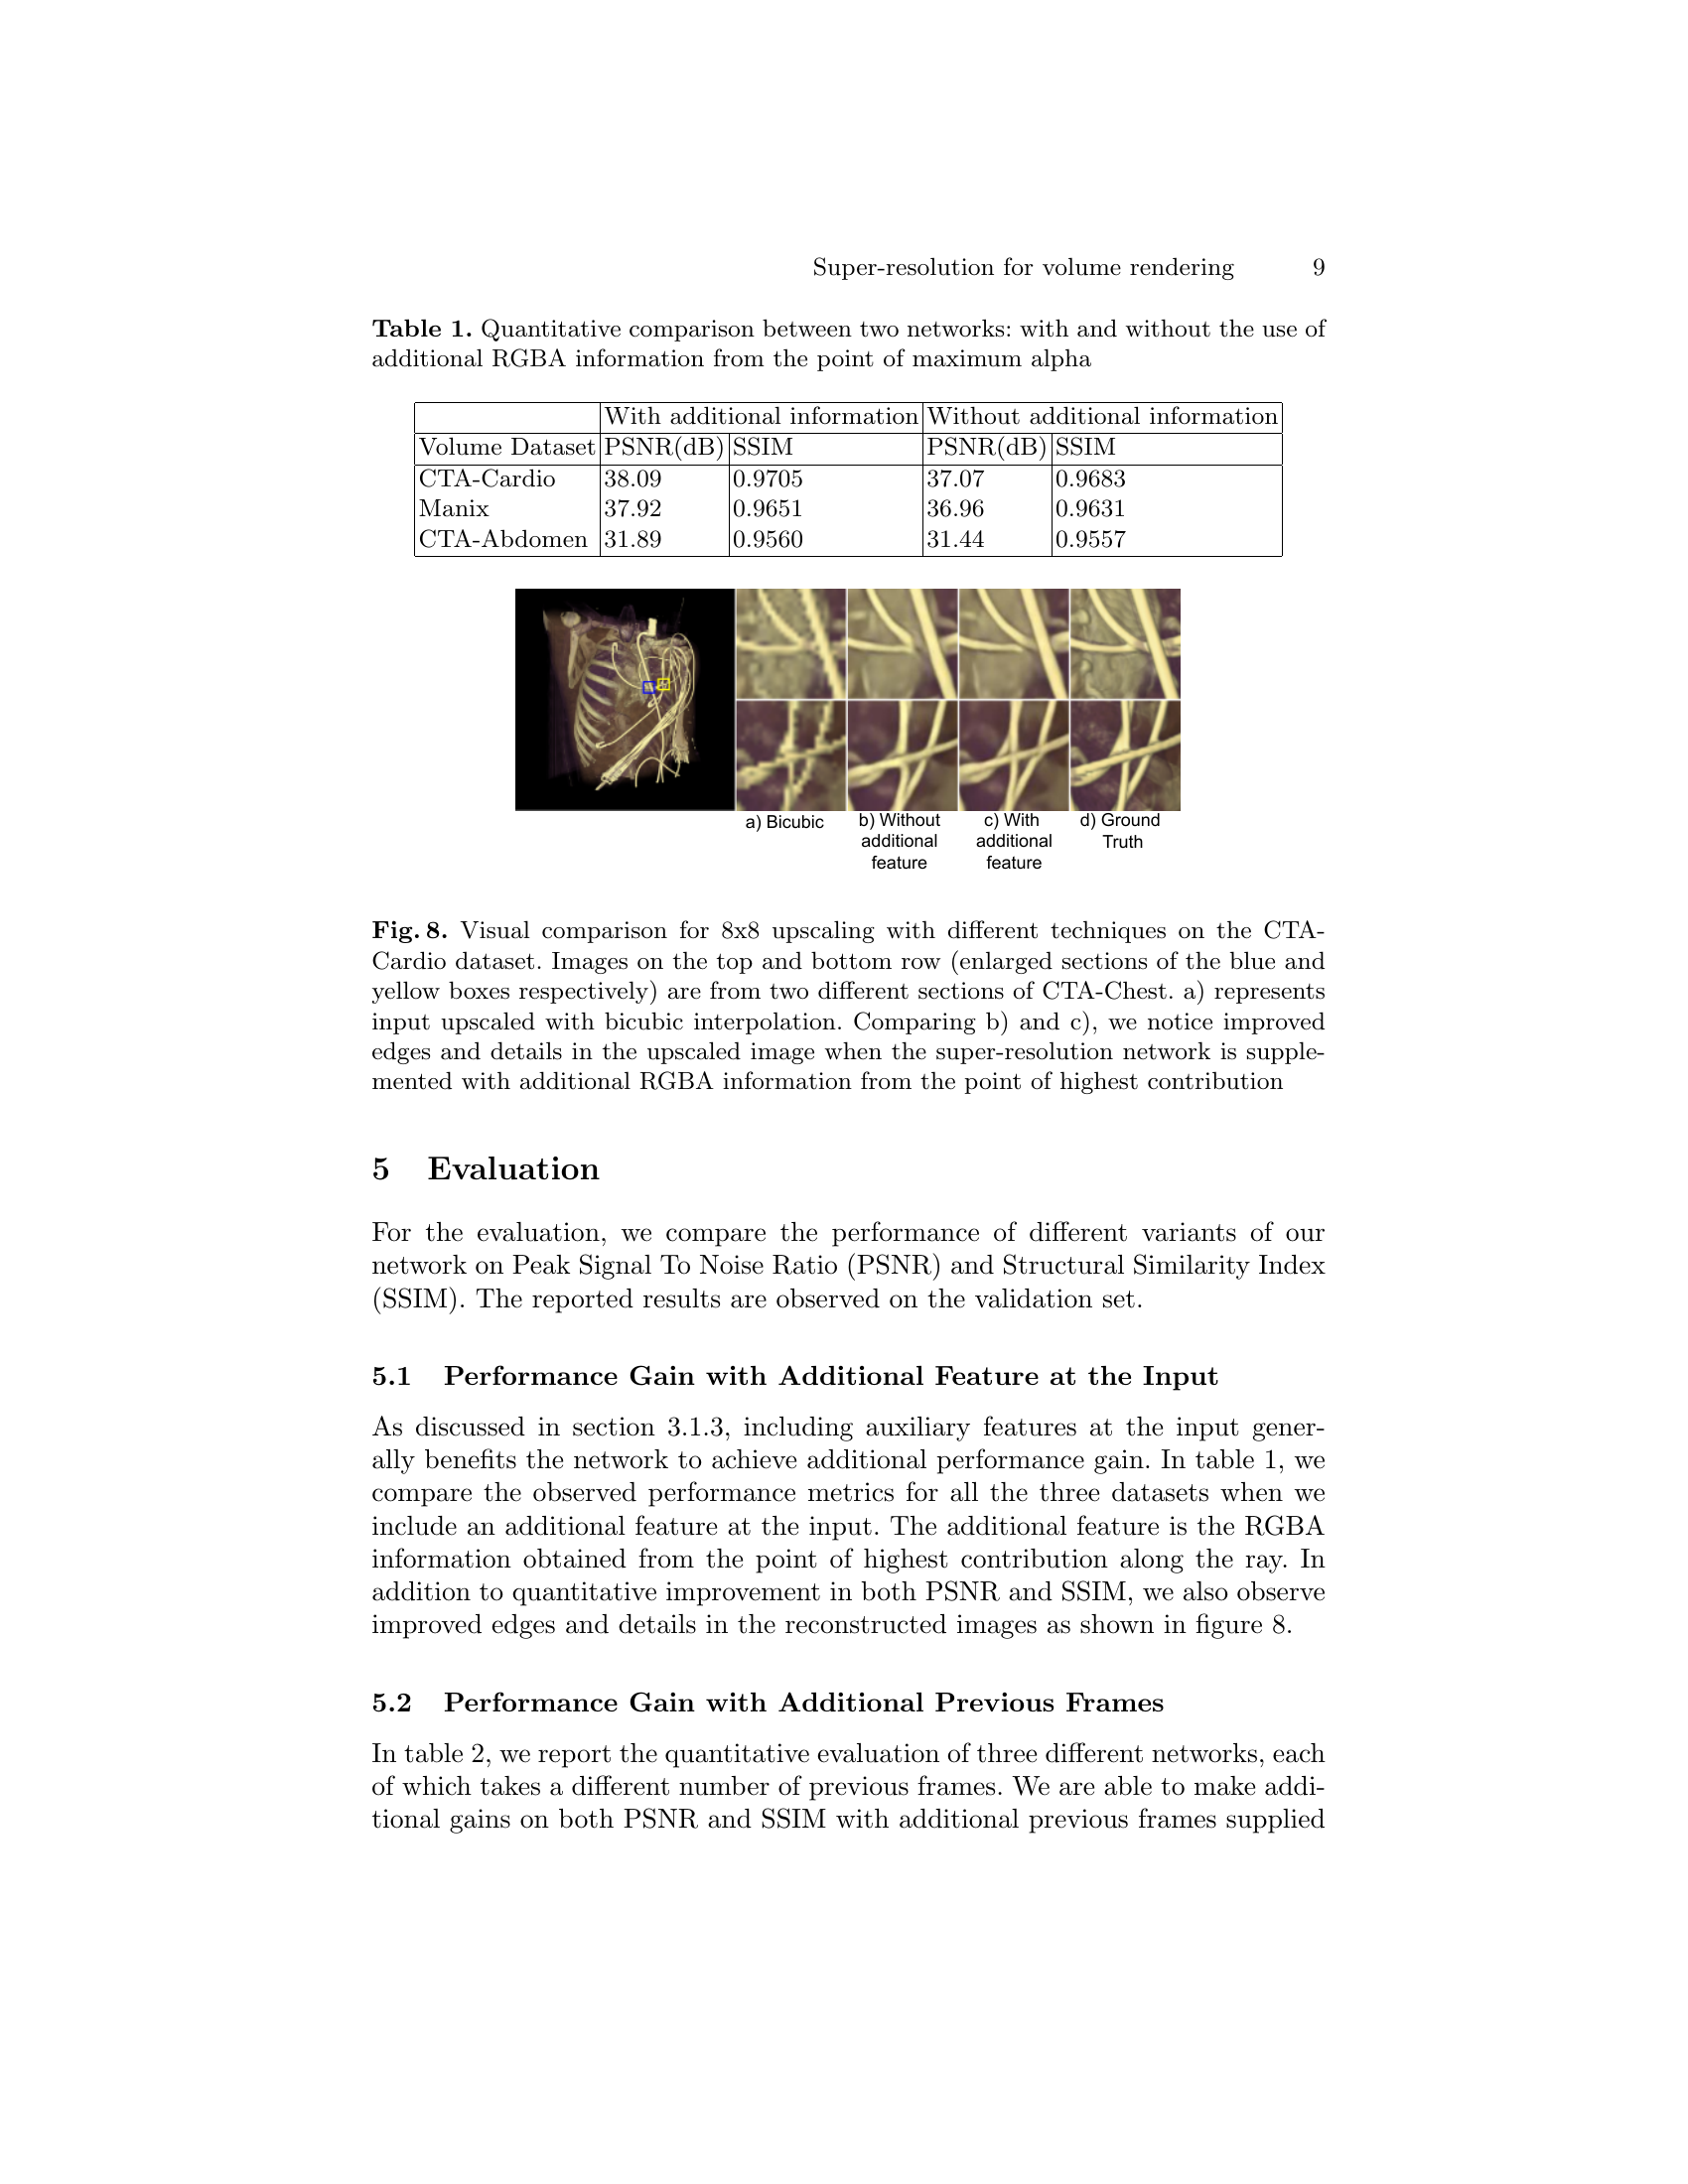 Super-resolution for volume rendering 9
Table 1. Quantitative comparison between two networks: with and without the use of
additional RGBA information from the point of maximum alpha
With additional information Without additional information
Volume Dataset PSNR(dB) SSIM PSNR(dB) SSIM
CTA-Cardio 38.09 0.9705 37.07 0.9683
Manix 37.92 0.9651 36.96 0.9631
CTA-Abdomen 31.89 0.9560 31.44 0.9557
a) Bicubic b) Without additional feature c) With additional feature d) Ground Truth
Fig. 8. Visual comparison for 8x8 upscaling with different techniques on the CTA-
Cardio dataset. Images on the top and bottom row (enlarged sections of the blue and
yellow boxes respectively) are from two different sections of CTA-Chest. a) represents
input upscaled with bicubic interpolation. Comparing b) and c), we notice improved
edges and details in the upscaled image when the super-resolution network is supple-
mented with additional RGBA information from the point of highest contribution
5 Evaluation
For the evaluation, we compare the performance of different variants of our
network on Peak Signal To Noise Ratio (PSNR) and Structural Similarity Index
(SSIM). The reported results are observed on the validation set.
5.1 Performance Gain with Additional Feature at the Input
As discussed in section 3.1.3, including auxiliary features at the input gener-
ally benefits the network to achieve additional performance gain. In table 1, we
compare the observed performance metrics for all the three datasets when we
include an additional feature at the input. The additional feature is the RGBA
information obtained from the point of highest contribution along the ray. In
addition to quantitative improvement in both PSNR and SSIM, we also observe
improved edges and details in the reconstructed images as shown in figure 8.
5.2 Performance Gain with Additional Previous Frames
In table 2, we report the quantitative evaluation of three different networks, each
of which takes a different number of previous frames. We are able to make addi-
tional gains on both PSNR and SSIM with additional previous frames supplied